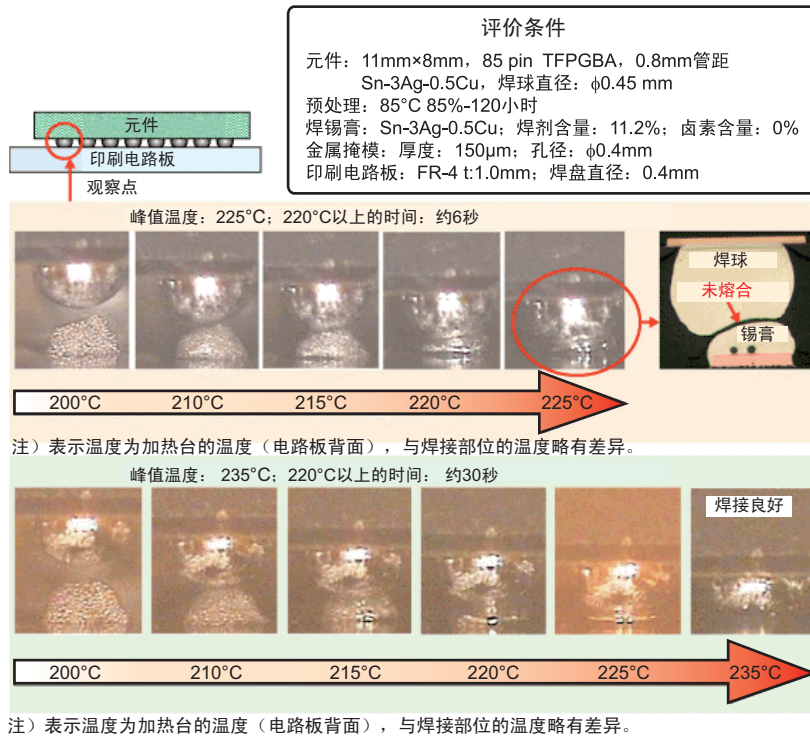 评价条件
元件：11mm×8mm，85 pin TFPGBA，0.8mm管距
Sn-3Ag-0.5Cu，焊球直径：ϕ0.45 mm
预处理：85°C 85%-120小时
焊锡膏：Sn-3Ag-0.5Cu；焊剂含量：11.2%；卤素含量：0%
金属掩模：厚度：150μm；孔径：ϕ0.4mm
印刷电路板：FR-4 t:1.0mm；焊盘直径：0.4mm
元件
印刷电路板
观察点
峰值温度：225°C；220°C以上的时间：约6秒
焊球
未熔合
锡膏
200°C 210°C 215°C 220°C 225°C
注）表示温度为加热台的温度（电路板背面），与焊接部位的温度略有差异。
峰值温度： 235°C；220°C以上的时间： 约30秒
焊接良好
200°C 210°C 215°C 220°C 225°C 235°C
注）表示温度为加热台的温度（电路板背面），与焊接部位的温度略有差异。